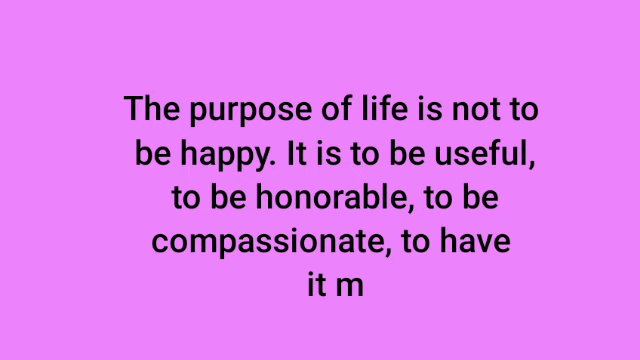 The purpose of life is not to
be happy. It is to be useful,
to be honorable, to be
compassionate, to have
it m